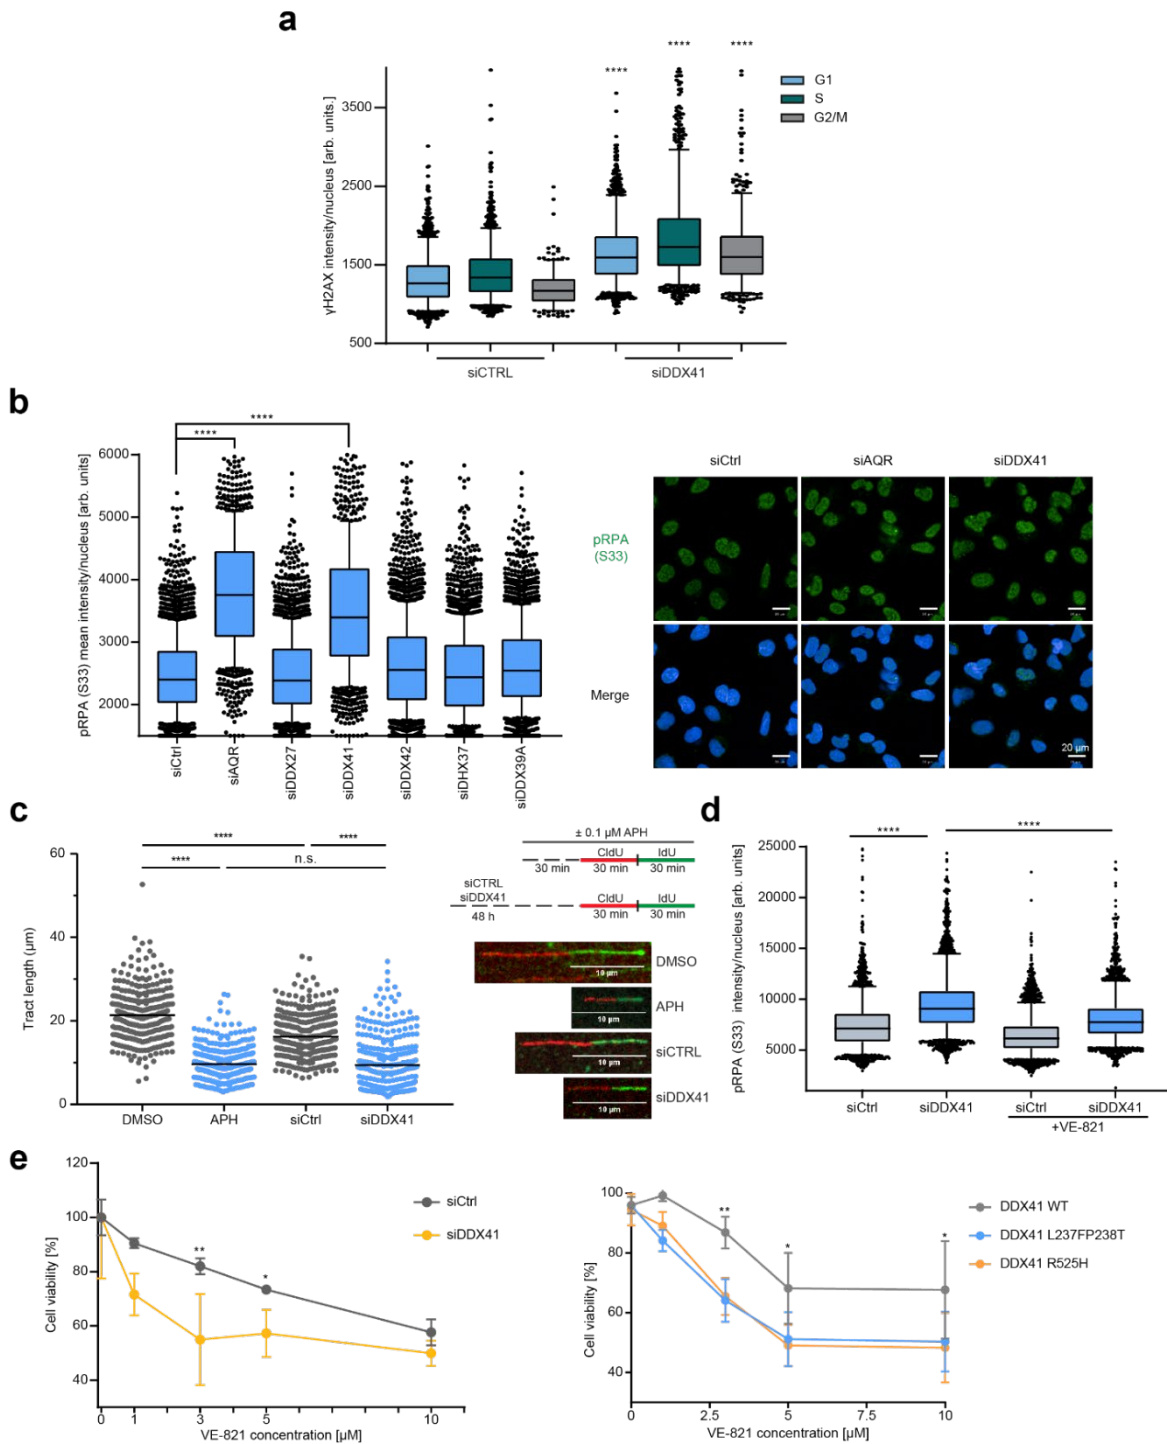 a
**** **** ****
γH2AX intensity/nucleus [arb. units.]
3500
2500
1500
500
G1
S
G2/M
siCTRL siDDX41
b
****
****
pRPA (S33) mean intensity/nucleus [arb. units]
6000
5000
4000
3000
2000
siCtrl siAQR siDDX27 siDDX41 siDDX42 siDHX37 siDDX39A
siCtrl siAQR siDDX41
pRPA
(S33)
Merge
20 µm
c
**** ****
**** n.s.
Tract length (µm)
60
40
20
0
DMSO APH siCtrl siDDX41
± 0.1 µM APH
CldU IdU
30 min 30 min 30 min
siCTRL
siDDX41
CldU IdU
48 h 30 min 30 min
DMSO
10 µm
APH
10 µm
siCTRL
10 µm
siDDX41
10 µm
d
**** ****
pRPA (S33) intensity/nucleus [arb. units]
25000
20000
15000
10000
5000
siCtrl siDDX41 siCtrl siDDX41
+VE-821
e
Cell viability [%]
120
100
80
60
40
** *
siCtrl
siDDX41
0 1 3 5 10
VE-821 concentration [µM]
Cell viability [%]
100
80
60
40
** * *
DDX41 WT
DDX41 L237FP238T
DDX41 R525H
0 2.5 5 7.5 10
VE-821 concentration [µM]